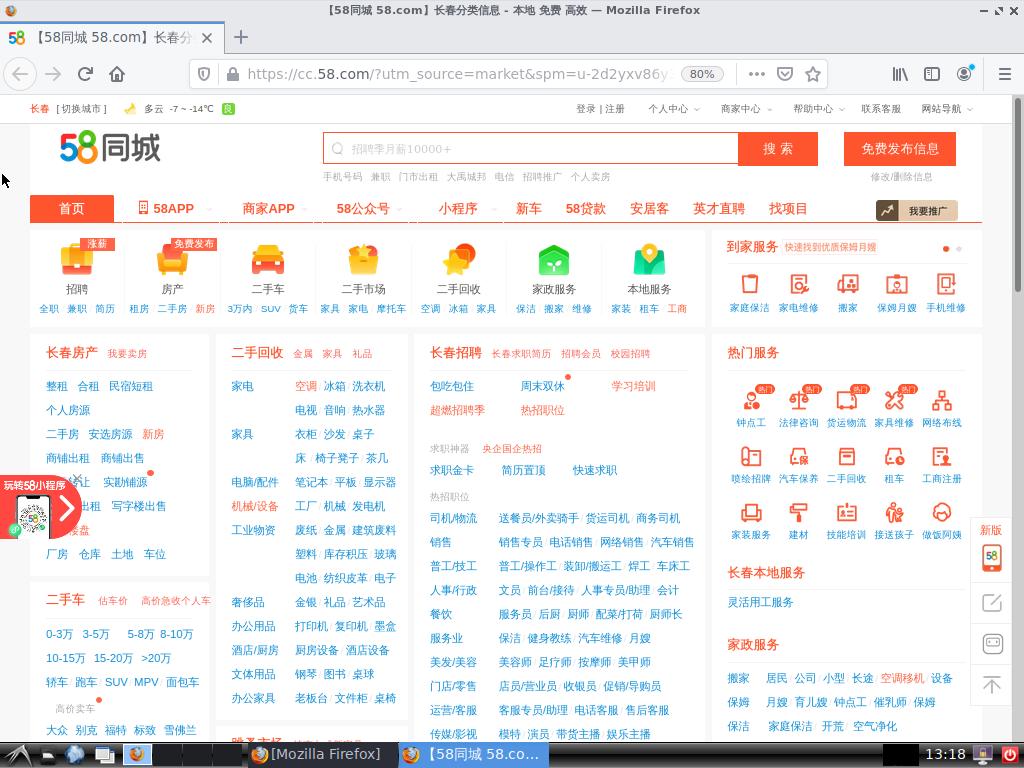 【58同城 58.com】长春分类信息 - 本地 免费 高效 — Mozilla Firefox
【58同城 58.com】长春分
https://cc.58.com/?utm_source=market&spm=u-2d2yxv86y
80%
长春 [ 切换城市 ] 多云 -7 ~ -14℃ 良 登录 | 注册 个人中心 商家中心 帮助中心 联系客服 网站导航
58同城
招聘季月薪10000+ 搜 索 免费发布信息
手机号码 兼职 门市出租 大禹城邦 电信 招聘推广 个人卖房 修改/删除信息
首页 58APP 商家APP 58公众号 小程序 新车 58贷款 安居客 英才直聘 找项目 我要推广
涨薪 免费发布
招聘 房产 二手车 二手市场 二手回收 家政服务 本地服务
全职 兼职 简历 租房 二手房 新房 3万内 SUV 货车 家具 家电 摩托车 空调 冰箱 家具 保洁 搬家 维修 家装 租车 工商
到家服务 快速找到优质保姆月嫂
家庭保洁 家电维修 搬家 保姆月嫂 手机维修
长春房产 我要卖房
整租 合租 民宿短租
个人房源
二手房 安选房源 新房
商铺出租 商铺出售
让 实勘铺源
出租 写字楼出售
楼盘
厂房 仓库 土地 车位
玩转58小程序
二手车 估车价 高价急收个人车
0-3万 3-5万 5-8万 8-10万
10-15万 15-20万 >20万
轿车 跑车 SUV MPV 面包车
高价卖车
大众 别克 福特 标致 雪佛兰
二手回收 金属 家具 礼品
家电 空调 冰箱 洗衣机
电视 音响 热水器
家具 衣柜 沙发 桌子
床 椅子凳子 茶几
电脑/配件 笔记本 平板 显示器
机械/设备 工厂 机械 发电机
工业物资 废纸 金属 建筑废料
塑料 库存积压 玻璃
电池 纺织皮革 电子
奢侈品 金银 礼品 艺术品
办公用品 打印机 复印机 墨盒
酒店/厨房 厨房设备 酒店设备
文体用品 钢琴 图书 桌球
办公家具 老板台 文件柜 桌椅
长春招聘 长春求职简历 招聘会员 校园招聘
包吃包住 周末双休 学习培训
超燃招聘季 热招职位
求职神器 央企国企热招
求职金卡 简历置顶 快速求职
热招职位
司机/物流 送餐员/外卖骑手 货运司机 商务司机
销售 销售专员 电话销售 网络销售 汽车销售
普工/技工 普工/操作工 装卸/搬运工 焊工 车床工
人事/行政 文员 前台/接待 人事专员/助理 会计
餐饮 服务员 后厨 厨师 配菜/打荷 厨师长
服务业 保洁 健身教练 汽车维修 月嫂
美发/美容 美容师 足疗师 按摩师 美甲师
门店/零售 店员/营业员 收银员 促销/导购员
运营/客服 客服专员/助理 电话客服 售后客服
传媒/影视 模特 演员 带货主播 娱乐主播
热门服务
热门 热门 热门 热门
钟点工 法律咨询 货运物流 家具维修 网络布线
喷绘招牌 汽车保养 二手回收 租车 工商注册
家装服务 建材 技能培训 接送孩子 做饭阿姨
长春本地服务
灵活用工服务
家政服务
搬家 居民 公司 小型 长途 空调移机 设备
保姆 月嫂 育儿嫂 钟点工 催乳师 保姆
保洁 家庭保洁 开荒 空气净化
新版
58
[Mozilla Firefox] 【58同城 58.co... 13:18